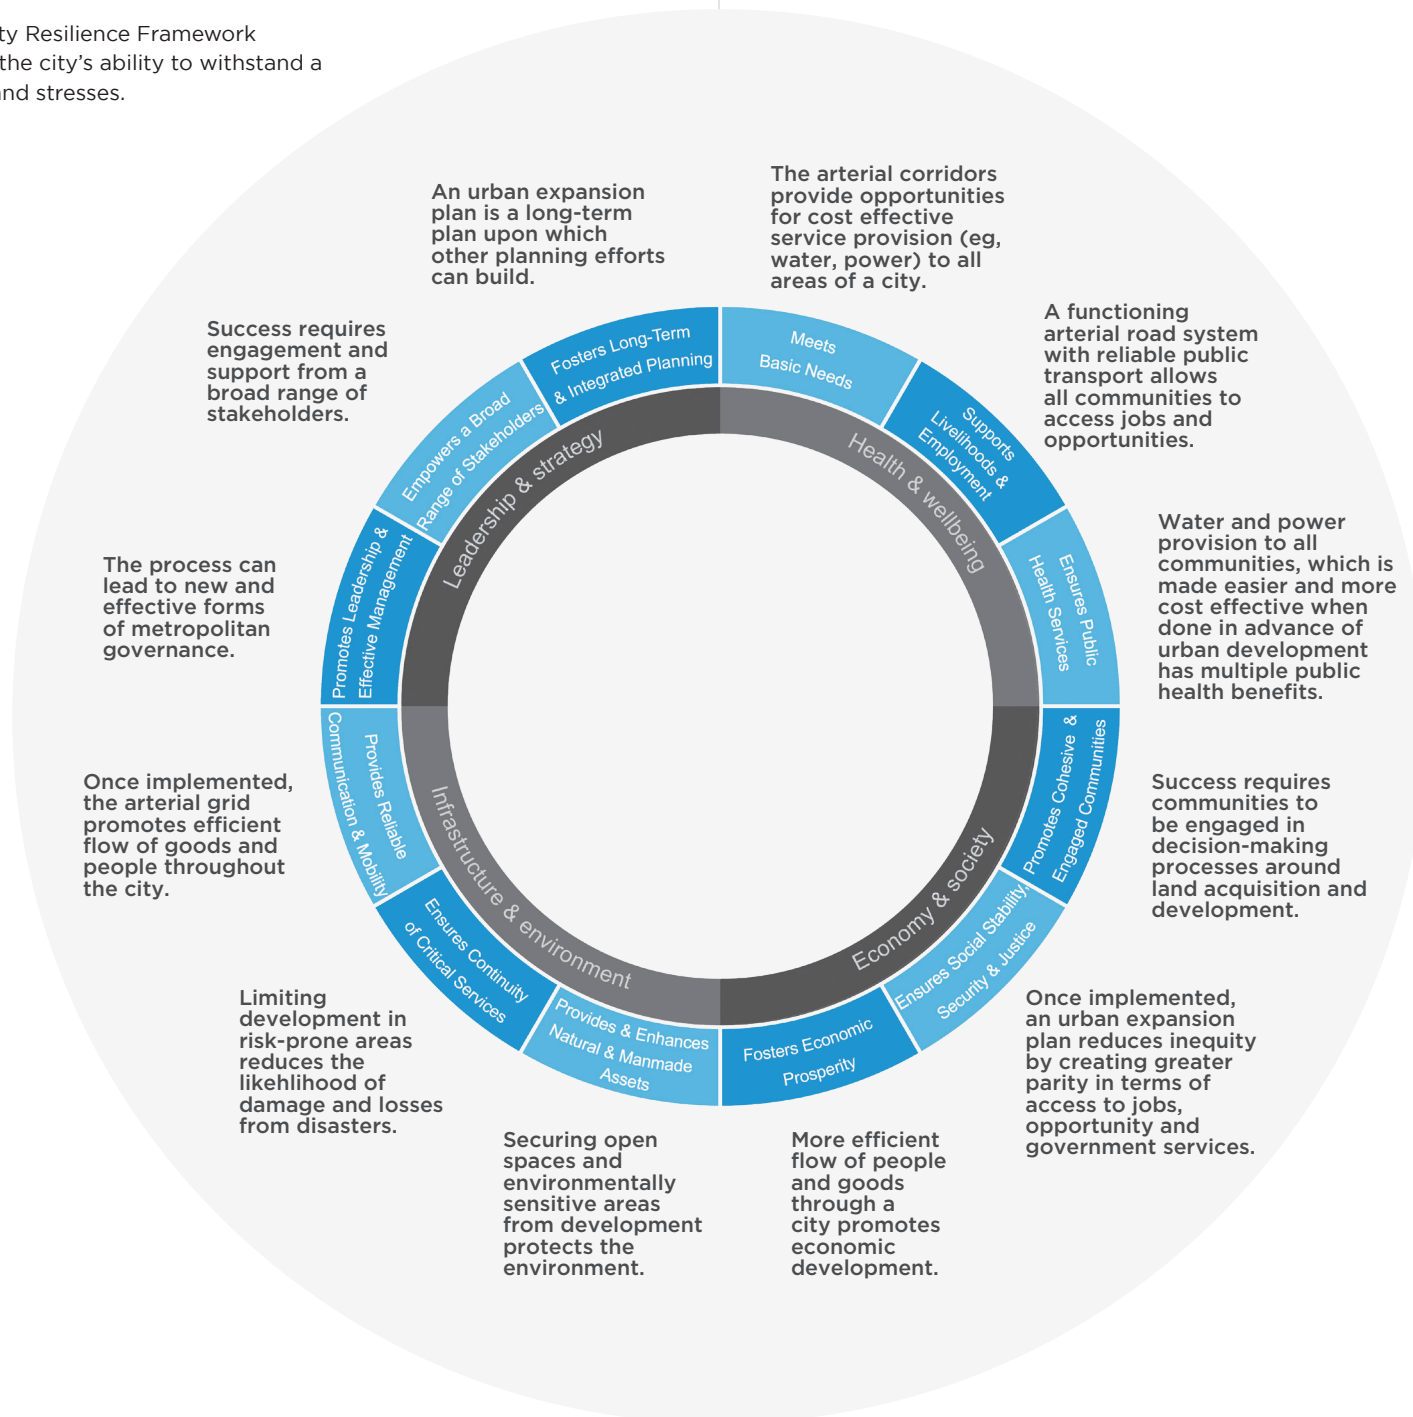 ty Resilience Framework
the city's ability to withstand a
nd stresses.
An urban expansion
plan is a long-term
plan upon which
other planning efforts
can build.
The arterial corridors
provide opportunities
for cost effective
service provision (eg,
water, power) to all
areas of a city.
Success requires
engagement and
support from a
broad range of
stakeholders.
A functioning
arterial road system
with reliable public
transport allows
all communities to
access jobs and
opportunities.
The process can
lead to new and
effective forms
of metropolitan
governance.
Water and power
provision to all
communities, which is
made easier and more
cost effective when
done in advance of
urban development
has multiple public
health benefits.
Once implemented,
the arterial grid
promotes efficient
flow of goods and
people throughout
the city.
Success requires
communities to
be engaged in
decision-making
processes around
land acquisition and
development.
Limiting
development in
risk-prone areas
reduces the
likehlihood of
damage and losses
from disasters.
Once implemented,
an urban expansion
plan reduces inequity
by creating greater
parity in terms of
access to jobs,
opportunity and
government services.
Securing open
spaces and
environmentally
sensitive areas
from development
protects the
environment.
More efficient
flow of people
and goods
through a
city promotes
economic
development.
Meets
Basic Needs
Supports
Livelihoods &
Employment
Ensures Public
Health Services
Promotes Cohesive &
Engaged Communities
Ensures Social Stability,
Security & Justice
Fosters Economic
Prosperity
Provides & Enhances
Natural & Manmade
Assets
Ensures Continuity
of Critical Services
Provides Reliable
Communication & Mobility
Promotes Leadership &
Effective Management
Empowers a Broad
Range of Stakeholders
Fosters Long-Term
& Integrated Planning
Health & wellbeing
Economy & society
Infrastructure & environment
Leadership & strategy